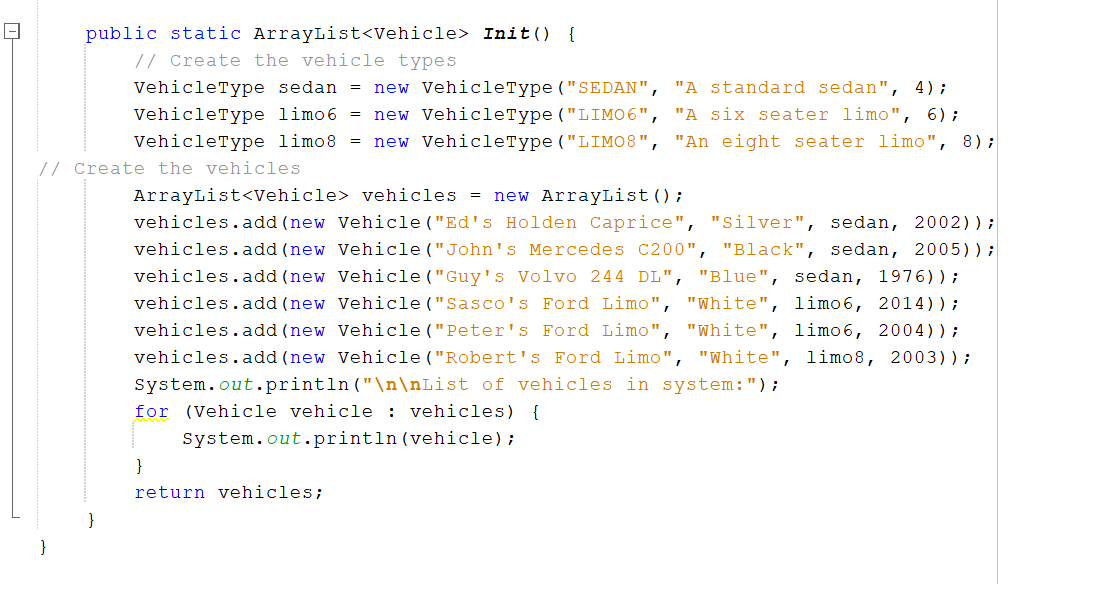 public static ArrayList<Vehicle> Init() {
// Create the vehicle types
VehicleType sedan = new VehicleType("SEDAN", "A standard sedan", 4);
VehicleType limo6 = new VehicleType("LIMO6", "A six seater limo", 6);
VehicleType limo8 = new VehicleType("LIMO8", "An eight seater limo", 8);
// Create the vehicles
ArrayList<Vehicle> vehicles = new ArrayList();
vehicles.add(new Vehicle("Ed's Holden Caprice", "Silver", sedan, 2002));
vehicles.add(new Vehicle("John's Mercedes C200", "Black", sedan, 2005));
vehicles.add(new Vehicle("Guy's Volvo 244 DL", "Blue", sedan, 1976));
vehicles.add(new Vehicle("Sasco's Ford Limo", "White", limo6, 2014));
vehicles.add(new Vehicle("Peter's Ford Limo", "White", limo6, 2004));
vehicles.add(new Vehicle("Robert's Ford Limo", "White", limo8, 2003));
System.out.println("\n\nList of vehicles in system:");
for (Vehicle vehicle : vehicles) {
System.out.println(vehicle);
}
return vehicles;
}
}